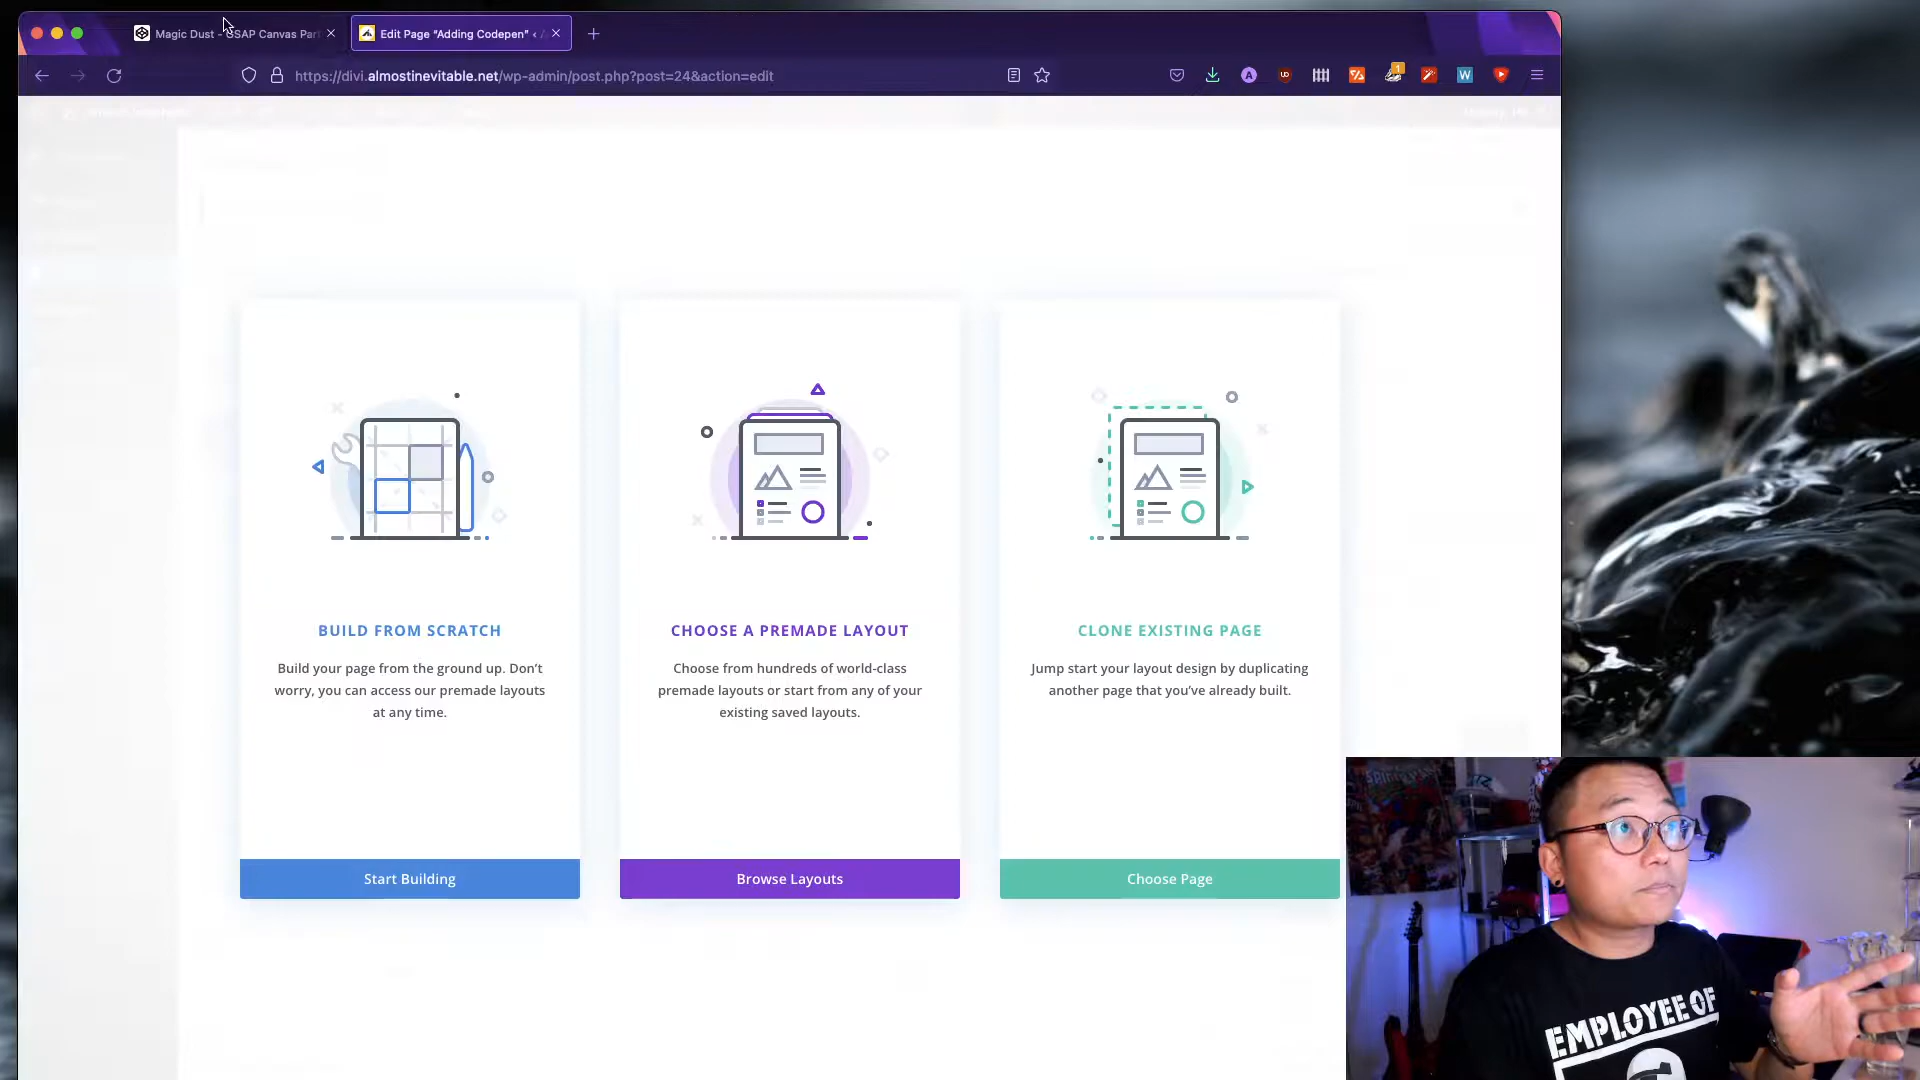 Magic Dust - GSAP Canvas Part
Edit Page “Adding Codepen” ‹
https://divi.almostinevitable.net/wp-admin/post.php?post=24&action=edit
BUILD FROM SCRATCH
Build your page from the ground up. Don’t
worry, you can access our premade layouts
at any time.
Start Building
CHOOSE A PREMADE LAYOUT
Choose from hundreds of world-class
premade layouts or start from any of your
existing saved layouts.
Browse Layouts
CLONE EXISTING PAGE
Jump start your layout design by duplicating
another page that you’ve already built.
Choose Page
EMPLOYEE OF